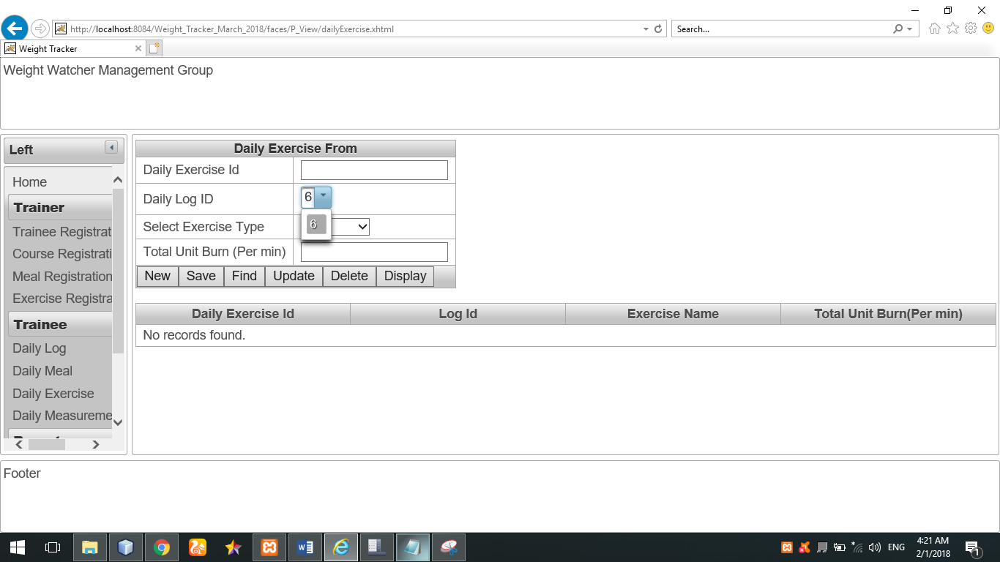 http://localhost:8084/Weight_Tracker_March_2018/faces/P_View/dailyExercise.xhtml
Search...
Weight Tracker
Weight Watcher Management Group
Left
Home
Trainer
Trainee Registrat
Course Registrati
Meal Registration
Exercise Registra
Trainee
Daily Log
Daily Meal
Daily Exercise
Daily Measureme
Daily Exercise From
Daily Exercise Id
Daily Log ID 6
6
Select Exercise Type
Total Unit Burn (Per min)
New Save Find Update Delete Display
Daily Exercise Id Log Id Exercise Name Total Unit Burn(Per min)
No records found.
Footer
ENG
4:21 AM
2/1/2018
1